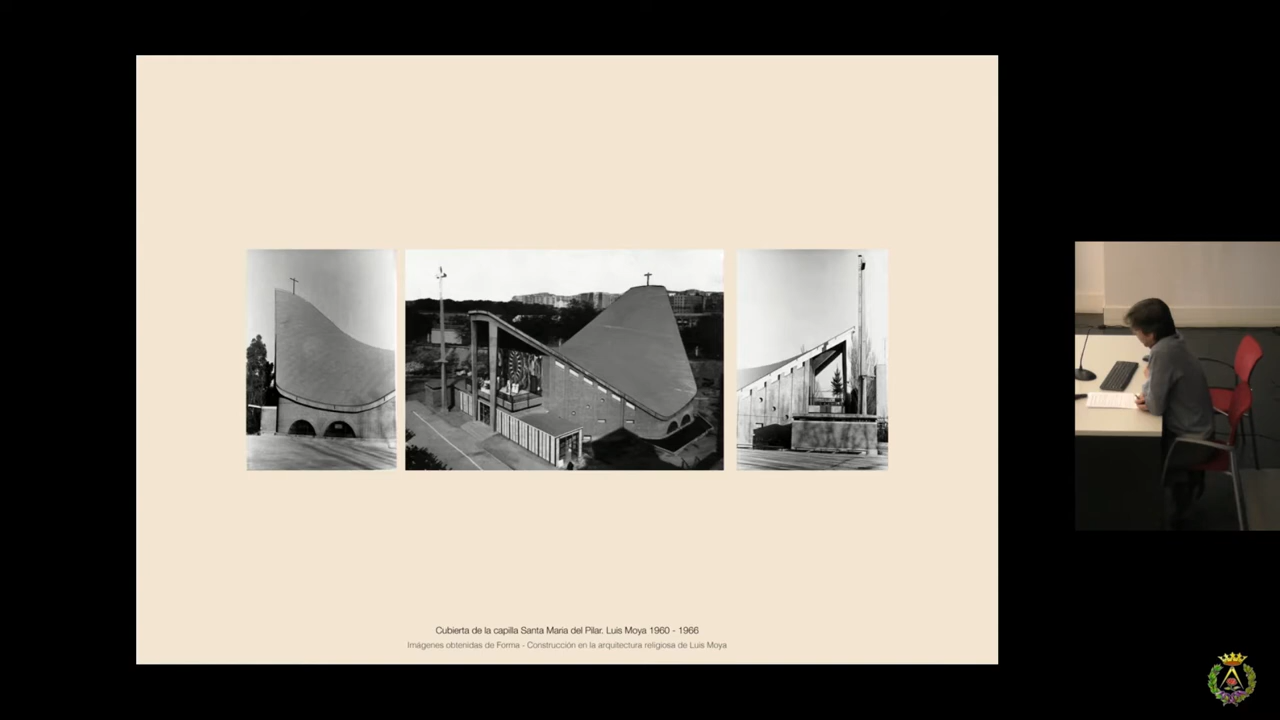 Cubierta de la capilla Santa Maria del Pilar. Luis Moya 1960 - 1966
Imágenes obtenidas de Forma - Construcción en la arquitectura religiosa de Luis Moya